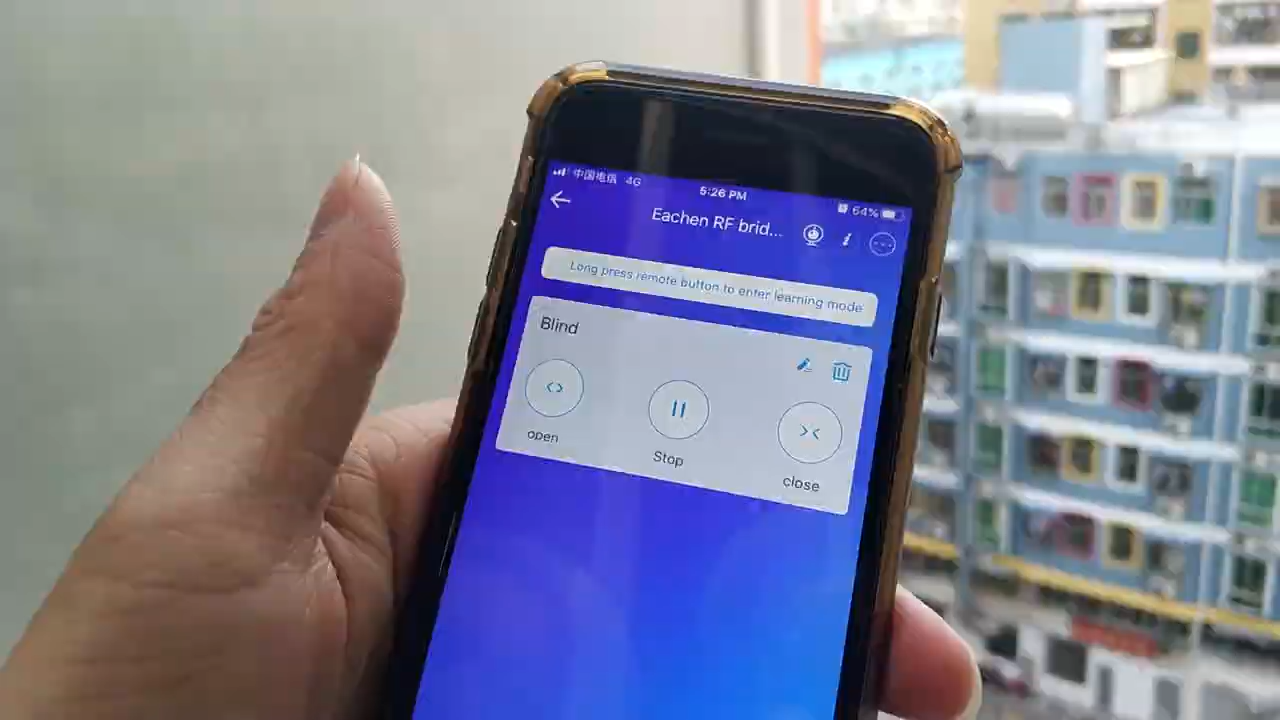 中国电信 4G
5:26 PM
64%
Eachen RF brid...
Long press remote button to enter learning mode
Blind
open
Stop
close